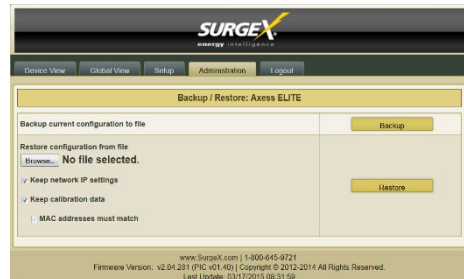 SURGEX
energy intelligence
Device View Global View Setup Administration Logout
Backup / Restore: Axess ELITE
Backup current configuration to file Backup
Restore configuration from file
Browse... No file selected.
Keep network IP settings
Restore
Keep calibration data
MAC addresses must match
www.SurgeX.com | 1-800-645-9721
Firmware Version: v2.04.281 (PIC v01.40) | Copyright © 2012-2014 All Rights Reserved.
Last Update: 03/17/2015 08:31:59